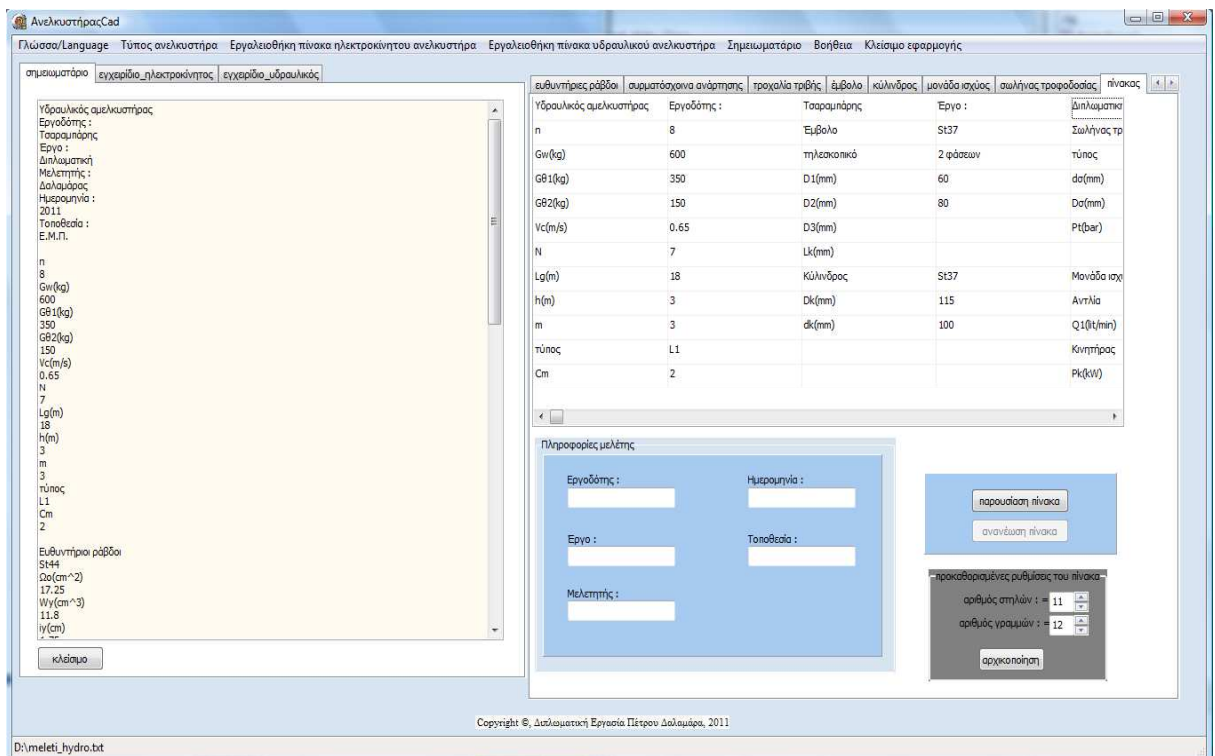 ΑνελκυστήραςCad
Γλώσσα/Language Τύπος ανελκυστήρα Εργαλειοθήκη πίνακα ηλεκτροκίνητου ανελκυστήρα Εργαλειοθήκη πίνακα υδραυλικού ανελκυστήρα Σημειωματάριο Βοήθεια Κλείσιμο εφαρμογής
σημειωματάριο εγχειρίδιο_ηλεκτροκίνητος εγχειρίδιο_υδραυλικός
Υδραυλικός αμελκυστήρας
Εργοδότης :
Τσαραμπάρης
Έργο :
Διπλωματική
Μελετητής :
Δαλαμάρας
Ημερομηνία :
2011
Τοποθεσία :
Ε.Μ.Π.
n
8
Gw(kg)
600
Gθ1(kg)
350
Gθ2(kg)
150
Vc(m/s)
0.65
N
7
Lg(m)
18
h(m)
3
m
3
τύπος
L1
Cm
2
Ευθυντήριοι ράβδοι
St44
Ωο(cm^2)
17.25
Wy(cm^3)
11.8
iy(cm)
κλείσιμο
ευθυντήριες ράβδοι συρματόσχοινα ανάρτησης τροχαλία τριβής έμβολο κύλινδρος μονάδα ισχύος σωλήνας τροφοδοσίας πίνακας
Υδραυλικός αμελκυστήρας Εργοδότης : Τσαραμπάρης Έργο : Διπλωματικ
n 8 Έμβολο St37 Σωλήνας τρ
Gw(kg) 600 τηλεσκοπικό 2 φάσεων τύπος
Gθ1(kg) 350 D1(mm) 60 dσ(mm)
Gθ2(kg) 150 D2(mm) 80 Dσ(mm)
Vc(m/s) 0.65 D3(mm) Pt(bar)
N 7 Lk(mm)
Lg(m) 18 Κύλινδρος St37 Μονάδα ισχ
h(m) 3 Dk(mm) 115 Αντλία
m 3 dk(mm) 100 Q1(lit/min)
τύπος L1 Κινητήρας
Cm 2 Pk(kW)
Πληροφορίες μελέτης
Εργοδότης : Ημερομηνία :
Έργο : Τοποθεσία :
Μελετητής :
παρουσίαση πίνακα
ανανέωση πίνακα
προκαθορισμένες ρυθμίσεις του πίνακα
αριθμός στηλών : = 11
αριθμός γραμμών : = 12
αρχικοποίηση
Copyright ©, Διπλωματική Εργασία Πέτρου Δαλαμάρα, 2011
D:\meleti_hydro.txt